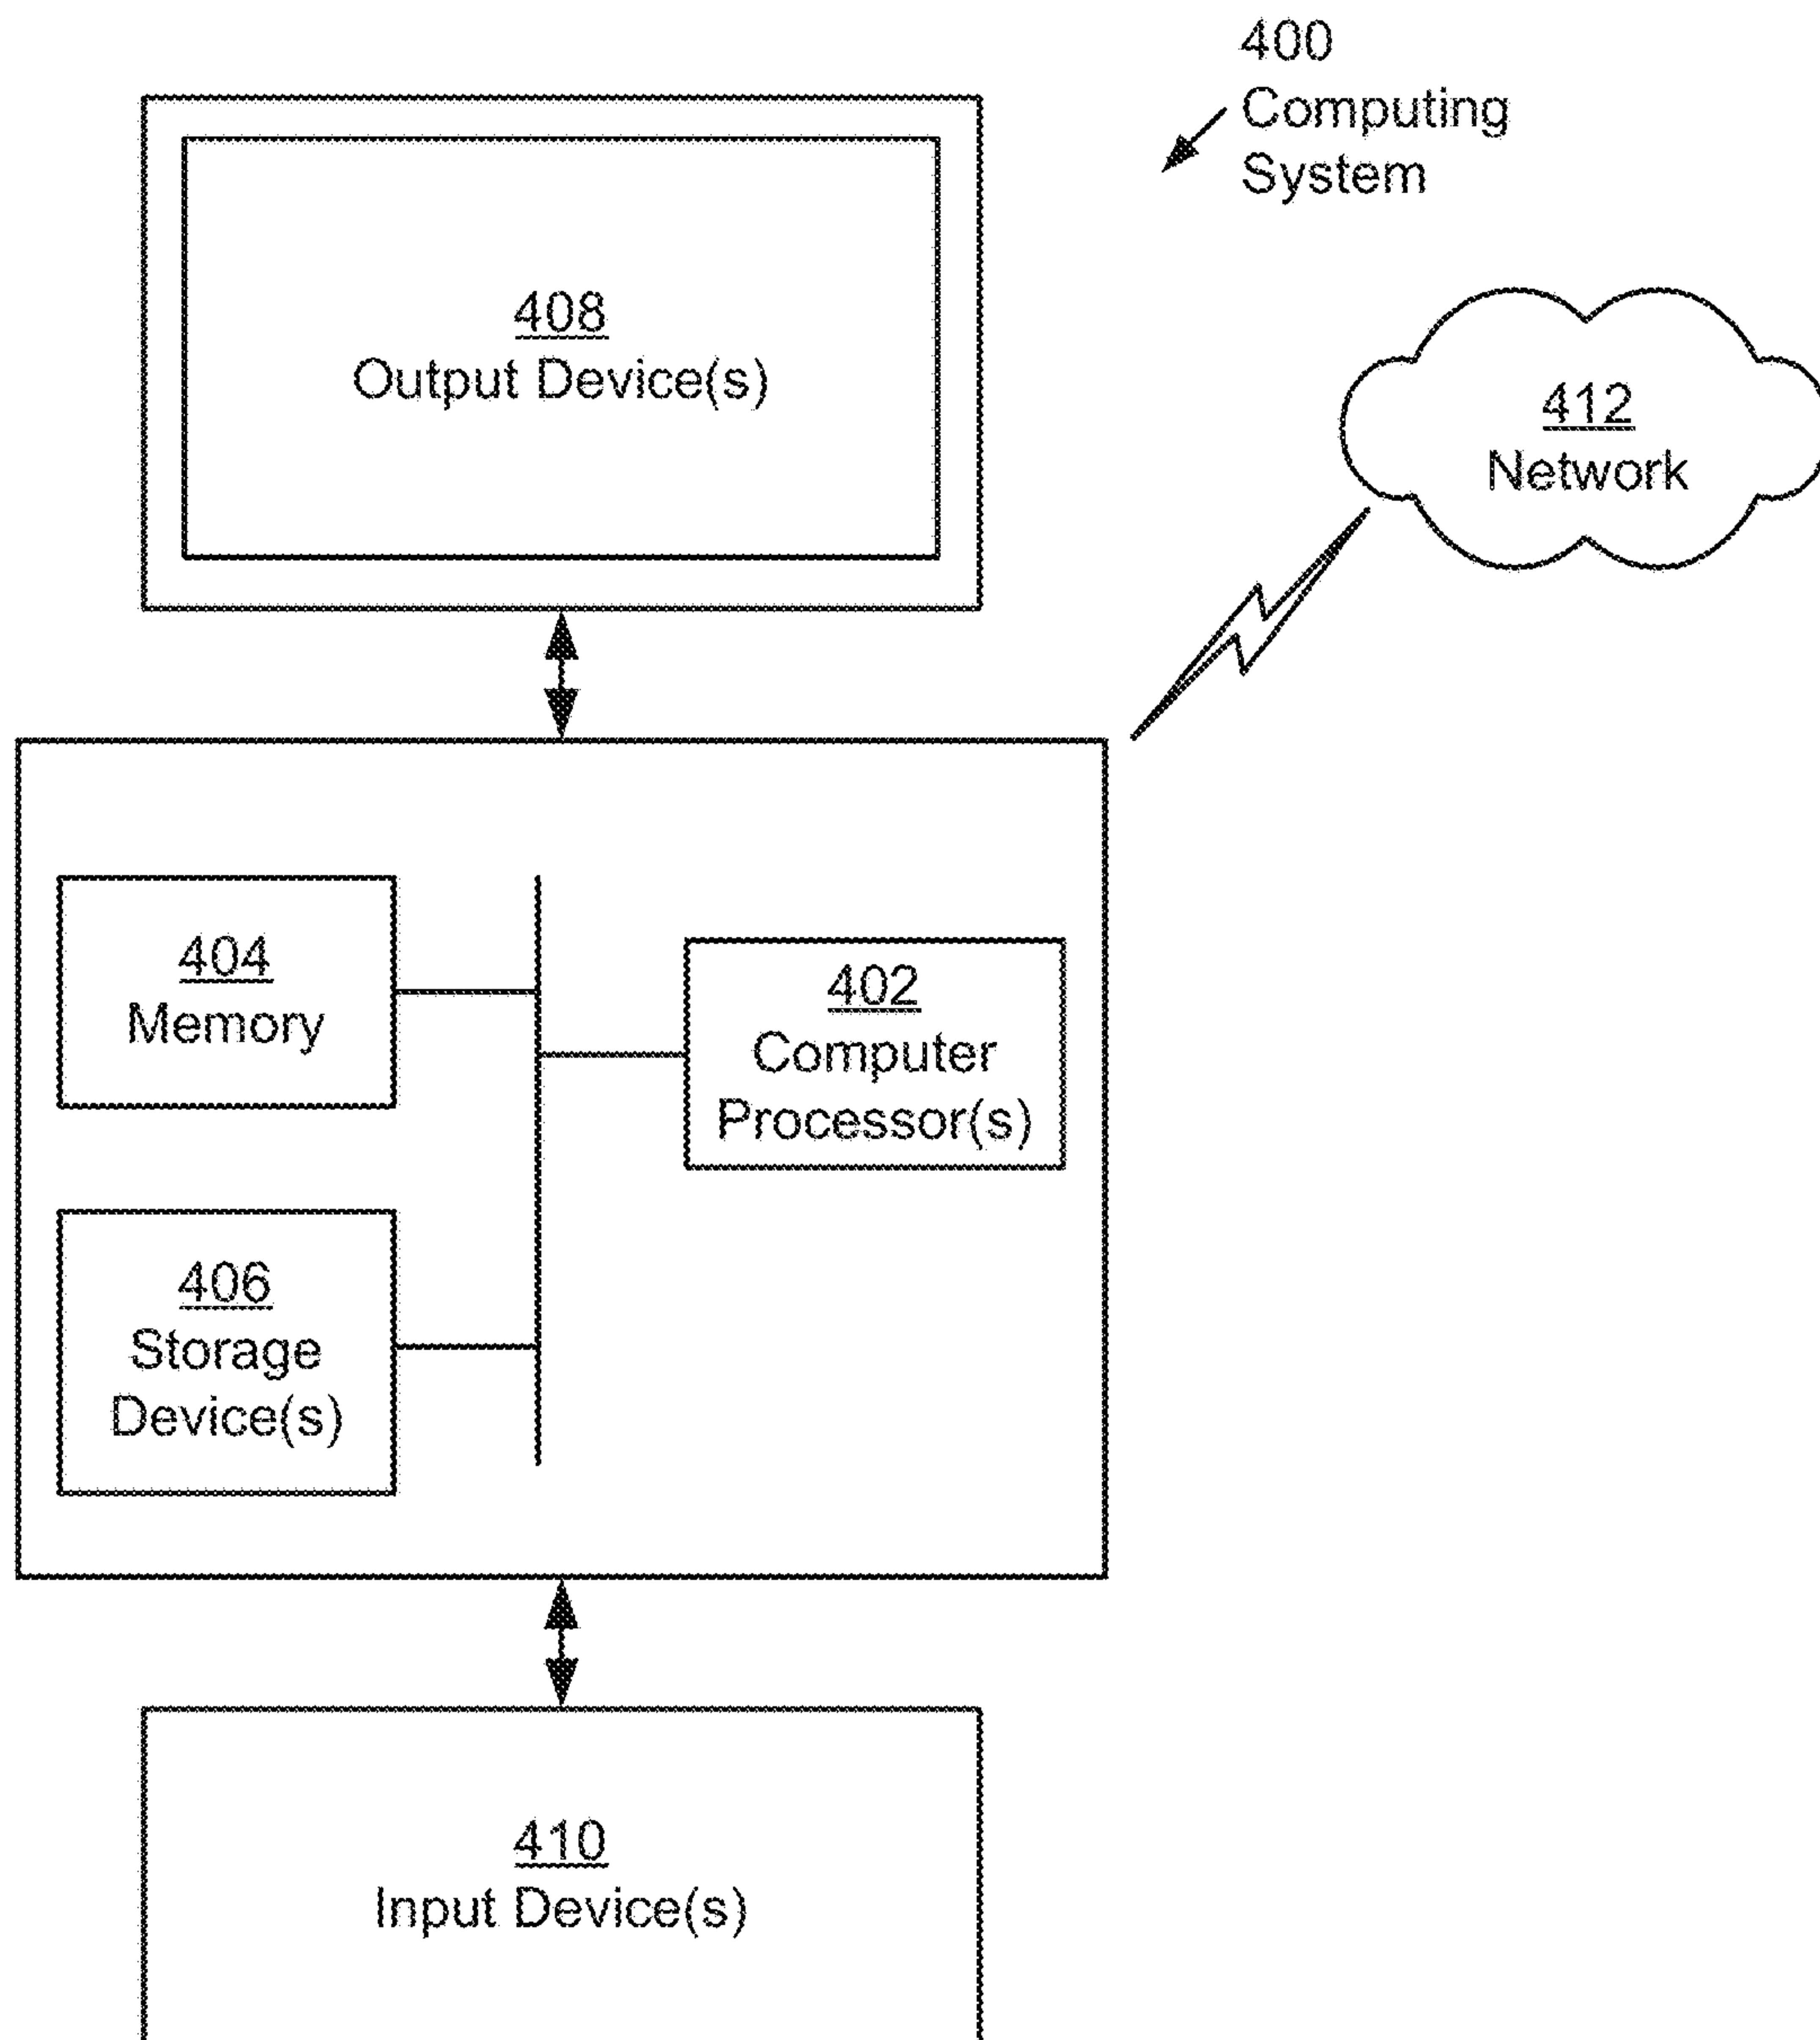 400
Computing
System
408
Output Device(s)
412
Network
404
Memory
402
Computer
Processor(s)
406
Storage
Device(s)
410
Input Device(s)